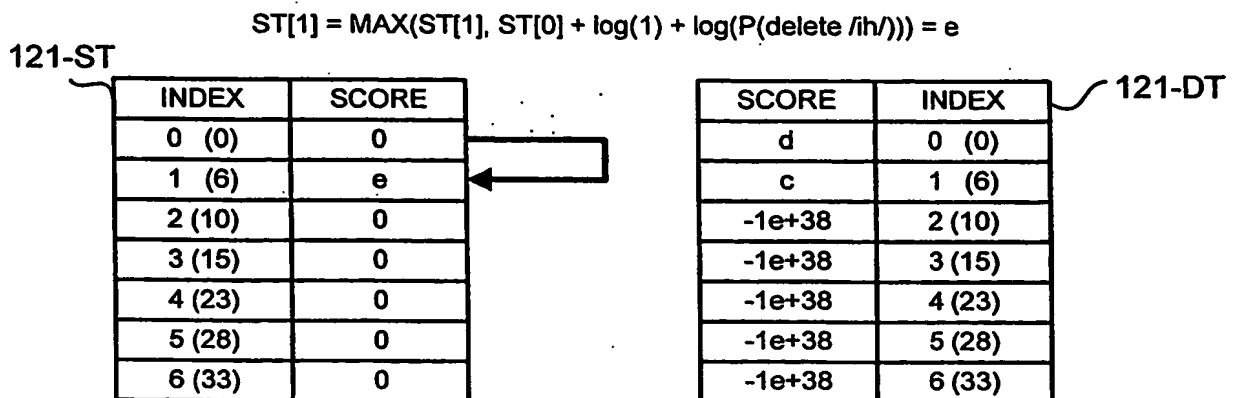 ST[1] = MAX(ST[1], ST[0] + log(1) + log(P(delete /ih/))) = e
121-ST
121-DT
INDEX SCORE SCORE INDEX
0 (0) 0 d 0 (0)
1 (6) e c 1 (6)
2 (10) 0 -1e+38 2 (10)
3 (15) 0 -1e+38 3 (15)
4 (23) 0 -1e+38 4 (23)
5 (28) 0 -1e+38 5 (28)
6 (33) 0 -1e+38 6 (33)